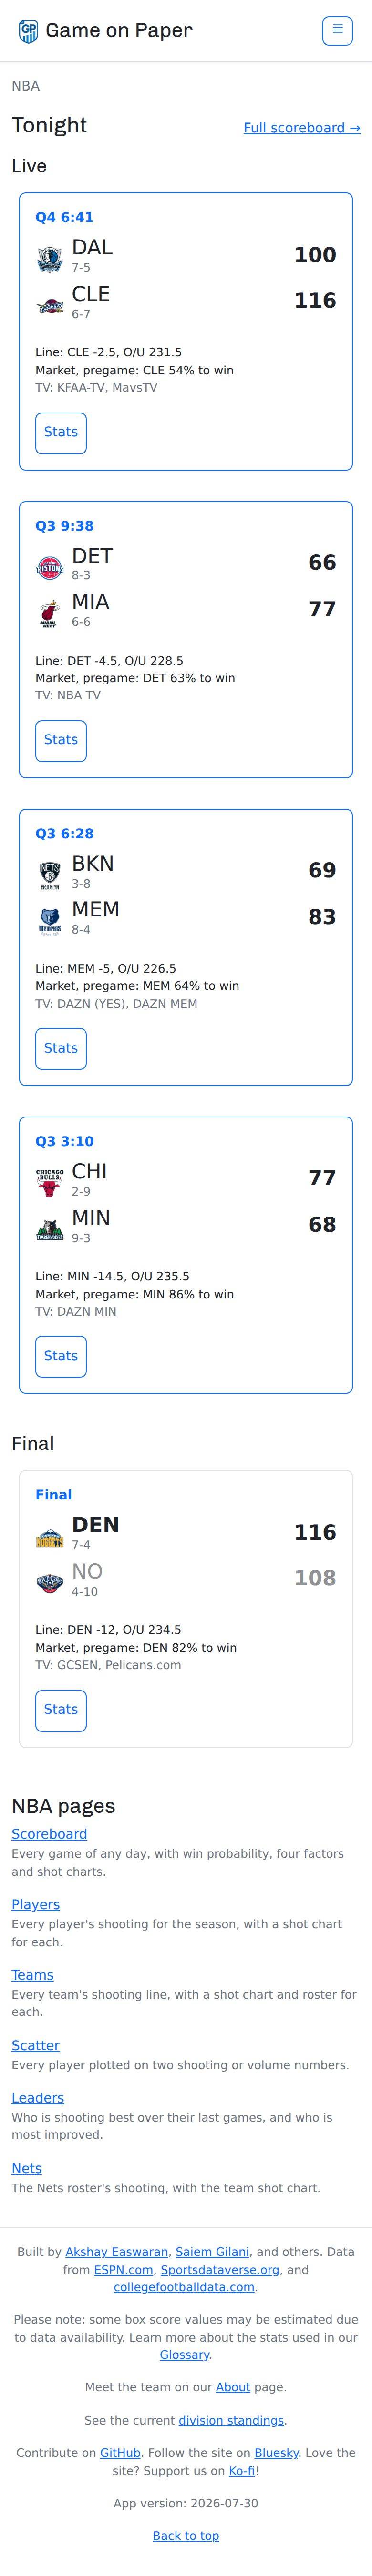 GP Game on Paper
NBA
Tonight
Full scoreboard →
Live
Q4 6:41
DAL 100
7-5
CLE 116
6-7
Line: CLE -2.5, O/U 231.5
Market, pregame: CLE 54% to win
TV: KFAA-TV, MavsTV
Stats
Q3 9:38
DET 66
8-3
MIA 77
6-6
Line: DET -4.5, O/U 228.5
Market, pregame: DET 63% to win
TV: NBA TV
Stats
Q3 6:28
BKN 69
3-8
MEM 83
8-4
Line: MEM -5, O/U 226.5
Market, pregame: MEM 64% to win
TV: DAZN (YES), DAZN MEM
Stats
Q3 3:10
CHI 77
2-9
MIN 68
9-3
Line: MIN -14.5, O/U 235.5
Market, pregame: MIN 86% to win
TV: DAZN MIN
Stats
Final
Final
DEN 116
7-4
NO 108
4-10
Line: DEN -12, O/U 234.5
Market, pregame: DEN 82% to win
TV: GCSEN, Pelicans.com
Stats
NBA pages
Scoreboard
Every game of any day, with win probability, four factors
and shot charts.
Players
Every player's shooting for the season, with a shot chart
for each.
Teams
Every team's shooting line, with a shot chart and roster for
each.
Scatter
Every player plotted on two shooting or volume numbers.
Leaders
Who is shooting best over their last games, and who is
most improved.
Nets
The Nets roster's shooting, with the team shot chart.
Built by Akshay Easwaran, Saiem Gilani, and others. Data
from ESPN.com, Sportsdataverse.org, and
collegefootballdata.com.
Please note: some box score values may be estimated due
to data availability. Learn more about the stats used in our
Glossary.
Meet the team on our About page.
See the current division standings.
Contribute on GitHub. Follow the site on Bluesky. Love the
site? Support us on Ko-fi!
App version: 2026-07-30
Back to top